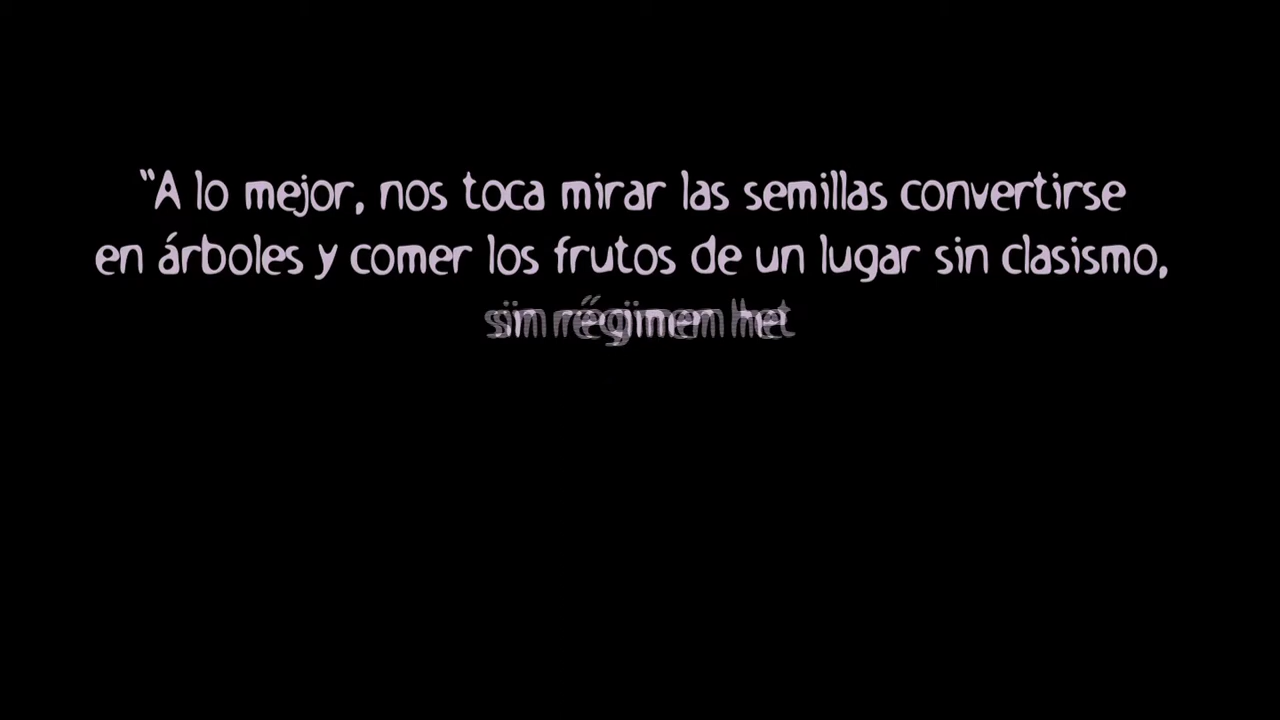 “A lo mejor, nos toca mirar las semillas convertirse
en árboles y comer los frutos de un lugar sin clasismo,
sin régimen het